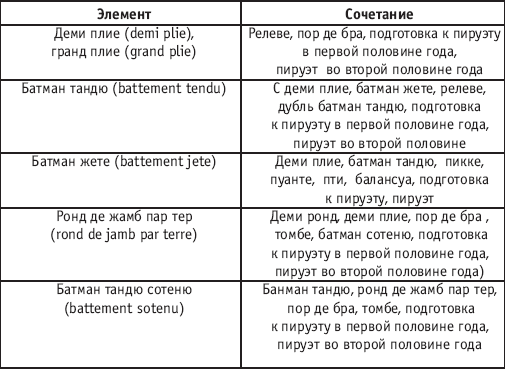 Элемент
Сочетание
Деми плие (demi plie),
гранд плие (grand plie)
Релеве, пор де бра, подготовка к пируэту
в первой половине года,
пируэт во второй половине года
Батман тандю (battement tendu)
С деми плие, батман жете, релеве,
дубль батман тандю, подготовка
к пируэту в первой половине года,
пируэт во второй половине
Батман жете (battement jete)
Деми плие, батман тандю, пикке,
пуанте, пти, балансуа, подготовка
к пируэту, пируэт
Ронд де жамб пар тер
(rond de jamb par terre)
Деми ронд, деми плие, пор де бра ,
томбе, батман сотеню, подготовка
к пируэту в первой половине года,
пируэт во второй половине года)
Батман тандю сотеню
(battement sotenu)
Банман тандю, ронд де жамб пар тер,
пор де бра, томбе, подготовка
к пируэту в первой половине года,
пируэт во второй половине года